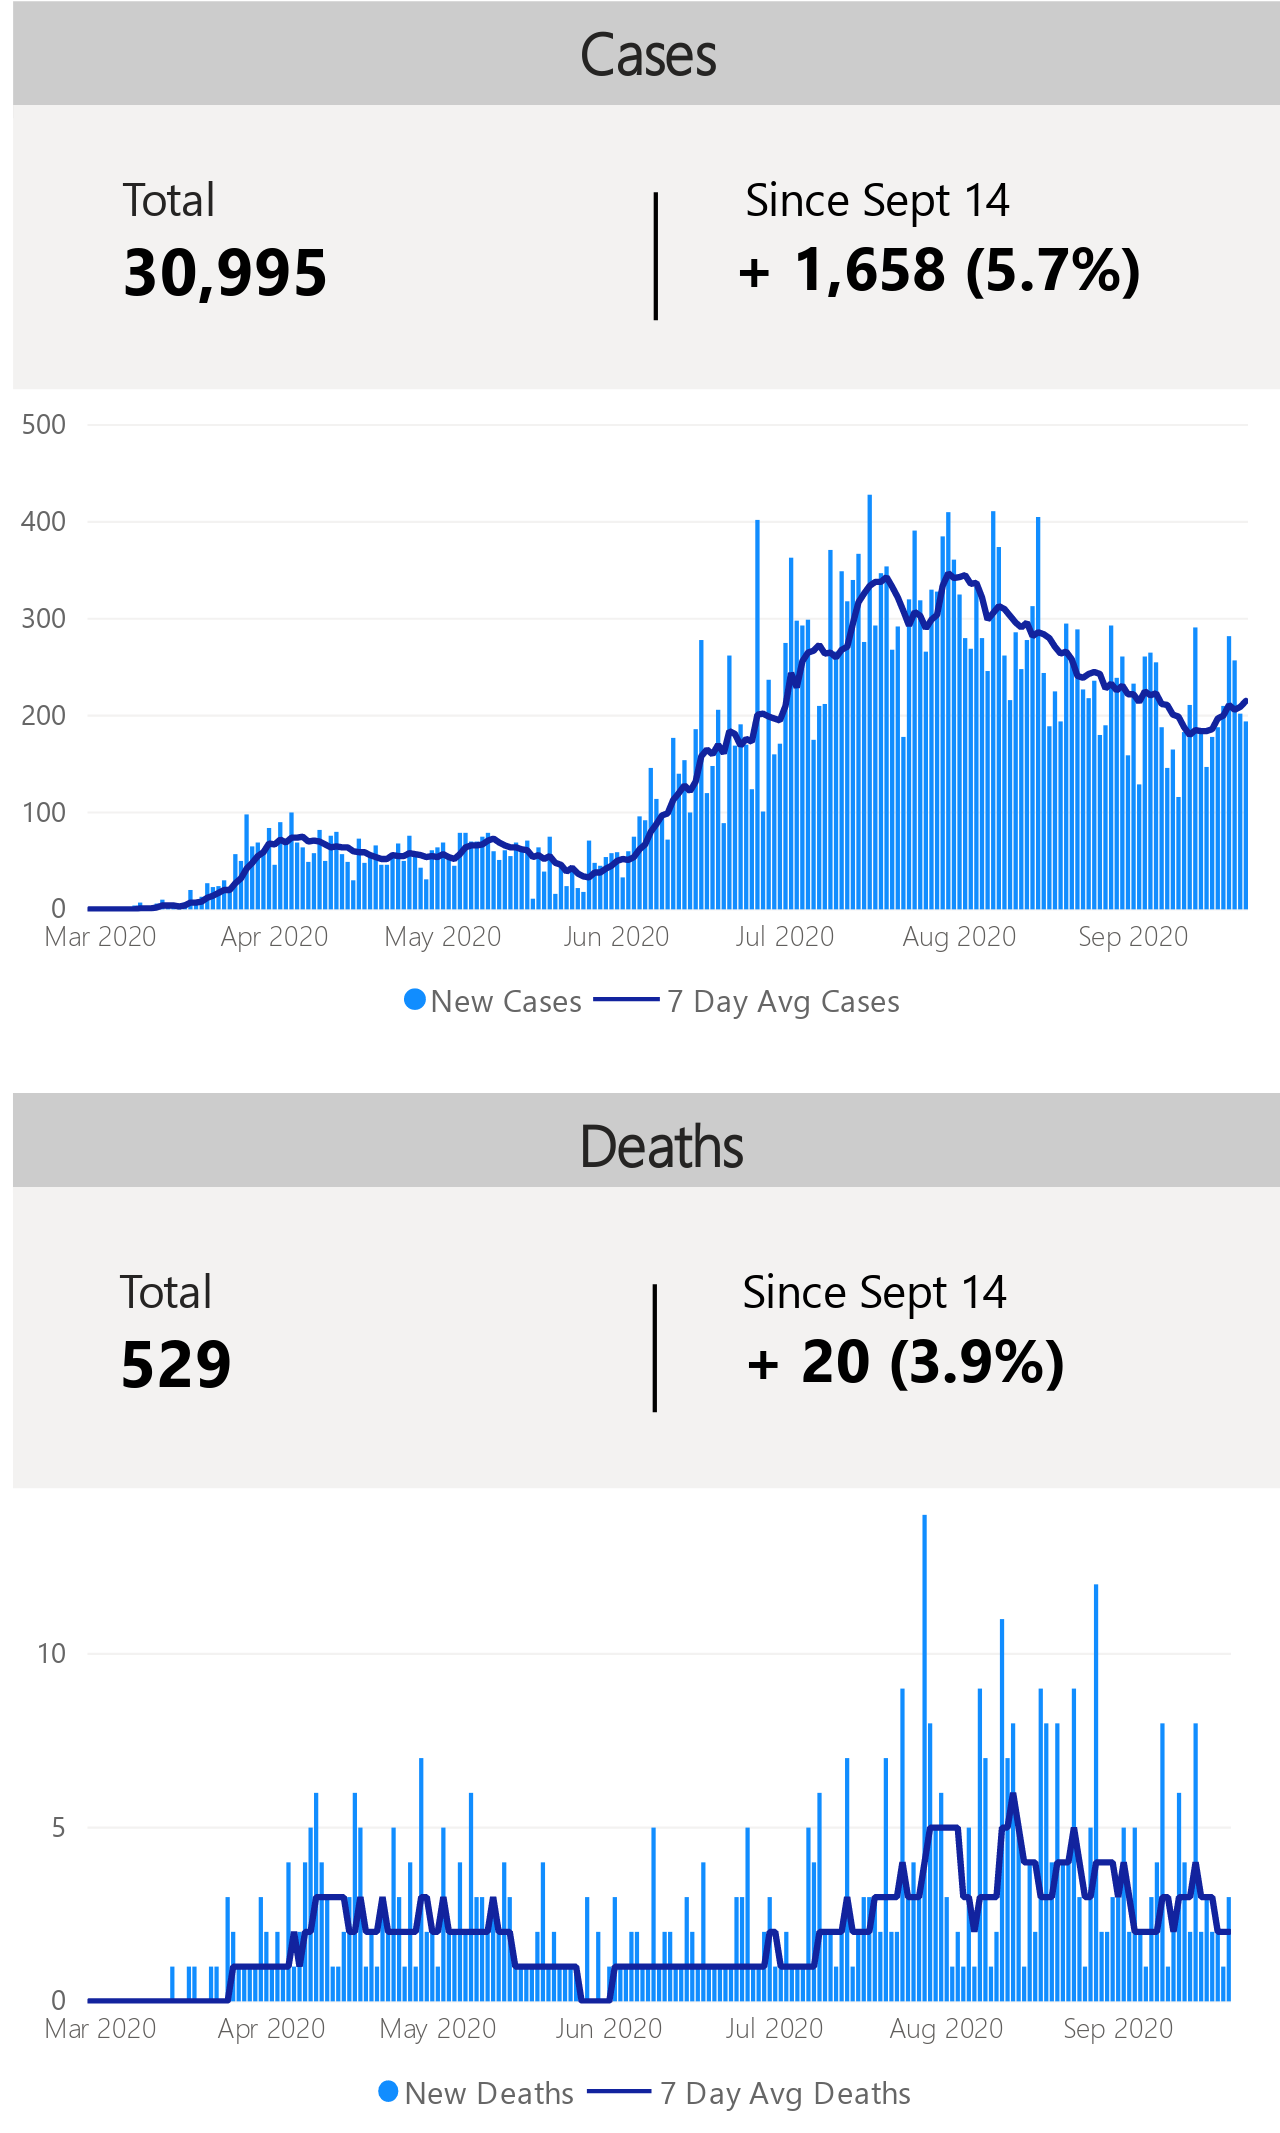 Cases
Total
30,995
Since Sept 14
+ 1,658 (5.7%)
500
400
300
200
100
0
Mar 2020 Apr 2020 May 2020 Jun 2020 Jul 2020 Aug 2020 Sep 2020
New Cases 7 Day Avg Cases
Deaths
Total
529
Since Sept 14
+ 20 (3.9%)
10
5
0
Mar 2020 Apr 2020 May 2020 Jun 2020 Jul 2020 Aug 2020 Sep 2020
New Deaths 7 Day Avg Deaths